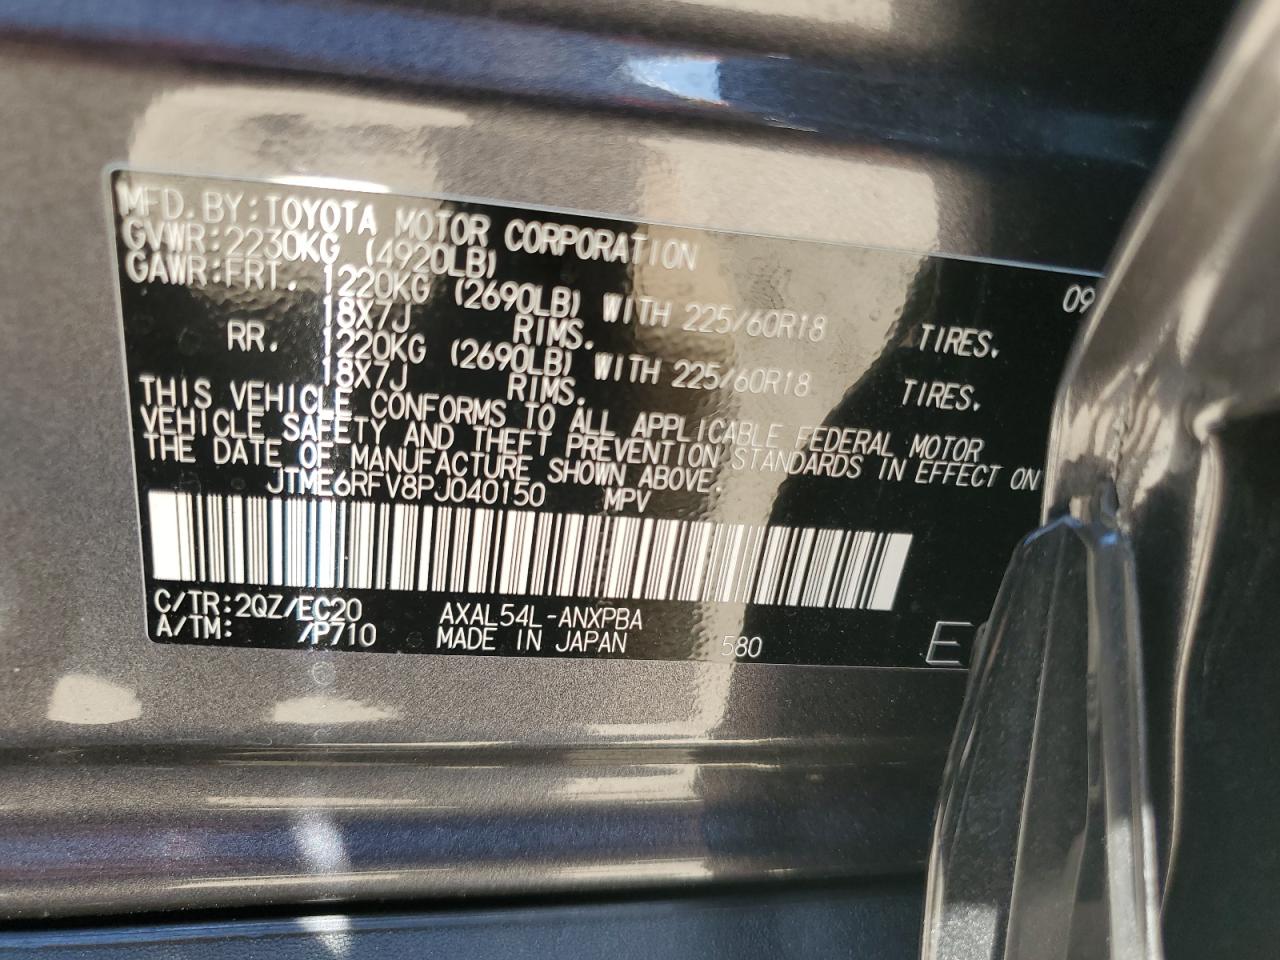 MFD. BY: TOYOTA MOTOR CORPORATION 09
GVWR: 2230KG (4920LB)
GAWR: FRT. 1220KG (2690LB) WITH 225/60R18 TIRES.
18X7J RIMS.
RR. 1220KG (2690LB) WITH 225/60R18 TIRES.
18X7J RIMS.
THIS VEHICLE CONFORMS TO ALL APPLICABLE FEDERAL MOTOR
VEHICLE SAFETY AND THEFT PREVENTION STANDARDS IN EFFECT ON
THE DATE OF MANUFACTURE SHOWN ABOVE.
JTME6RFV8PJ040150 MPV
C/TR: 2QZ/EC20 AXAL54L-ANXPBA
A/TM: /P710 MADE IN JAPAN 580